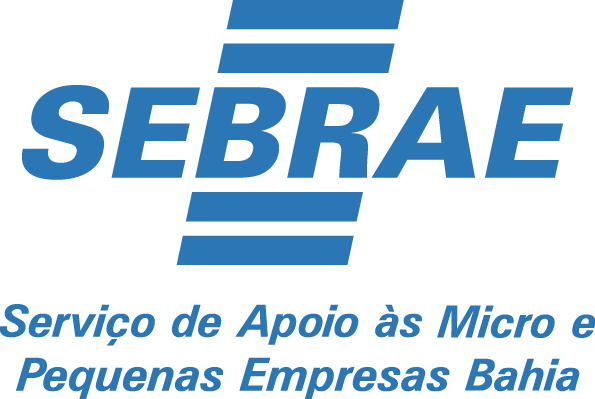 SEBRAE
Serviço de Apoio às Micro e
Pequenas Empresas Bahia